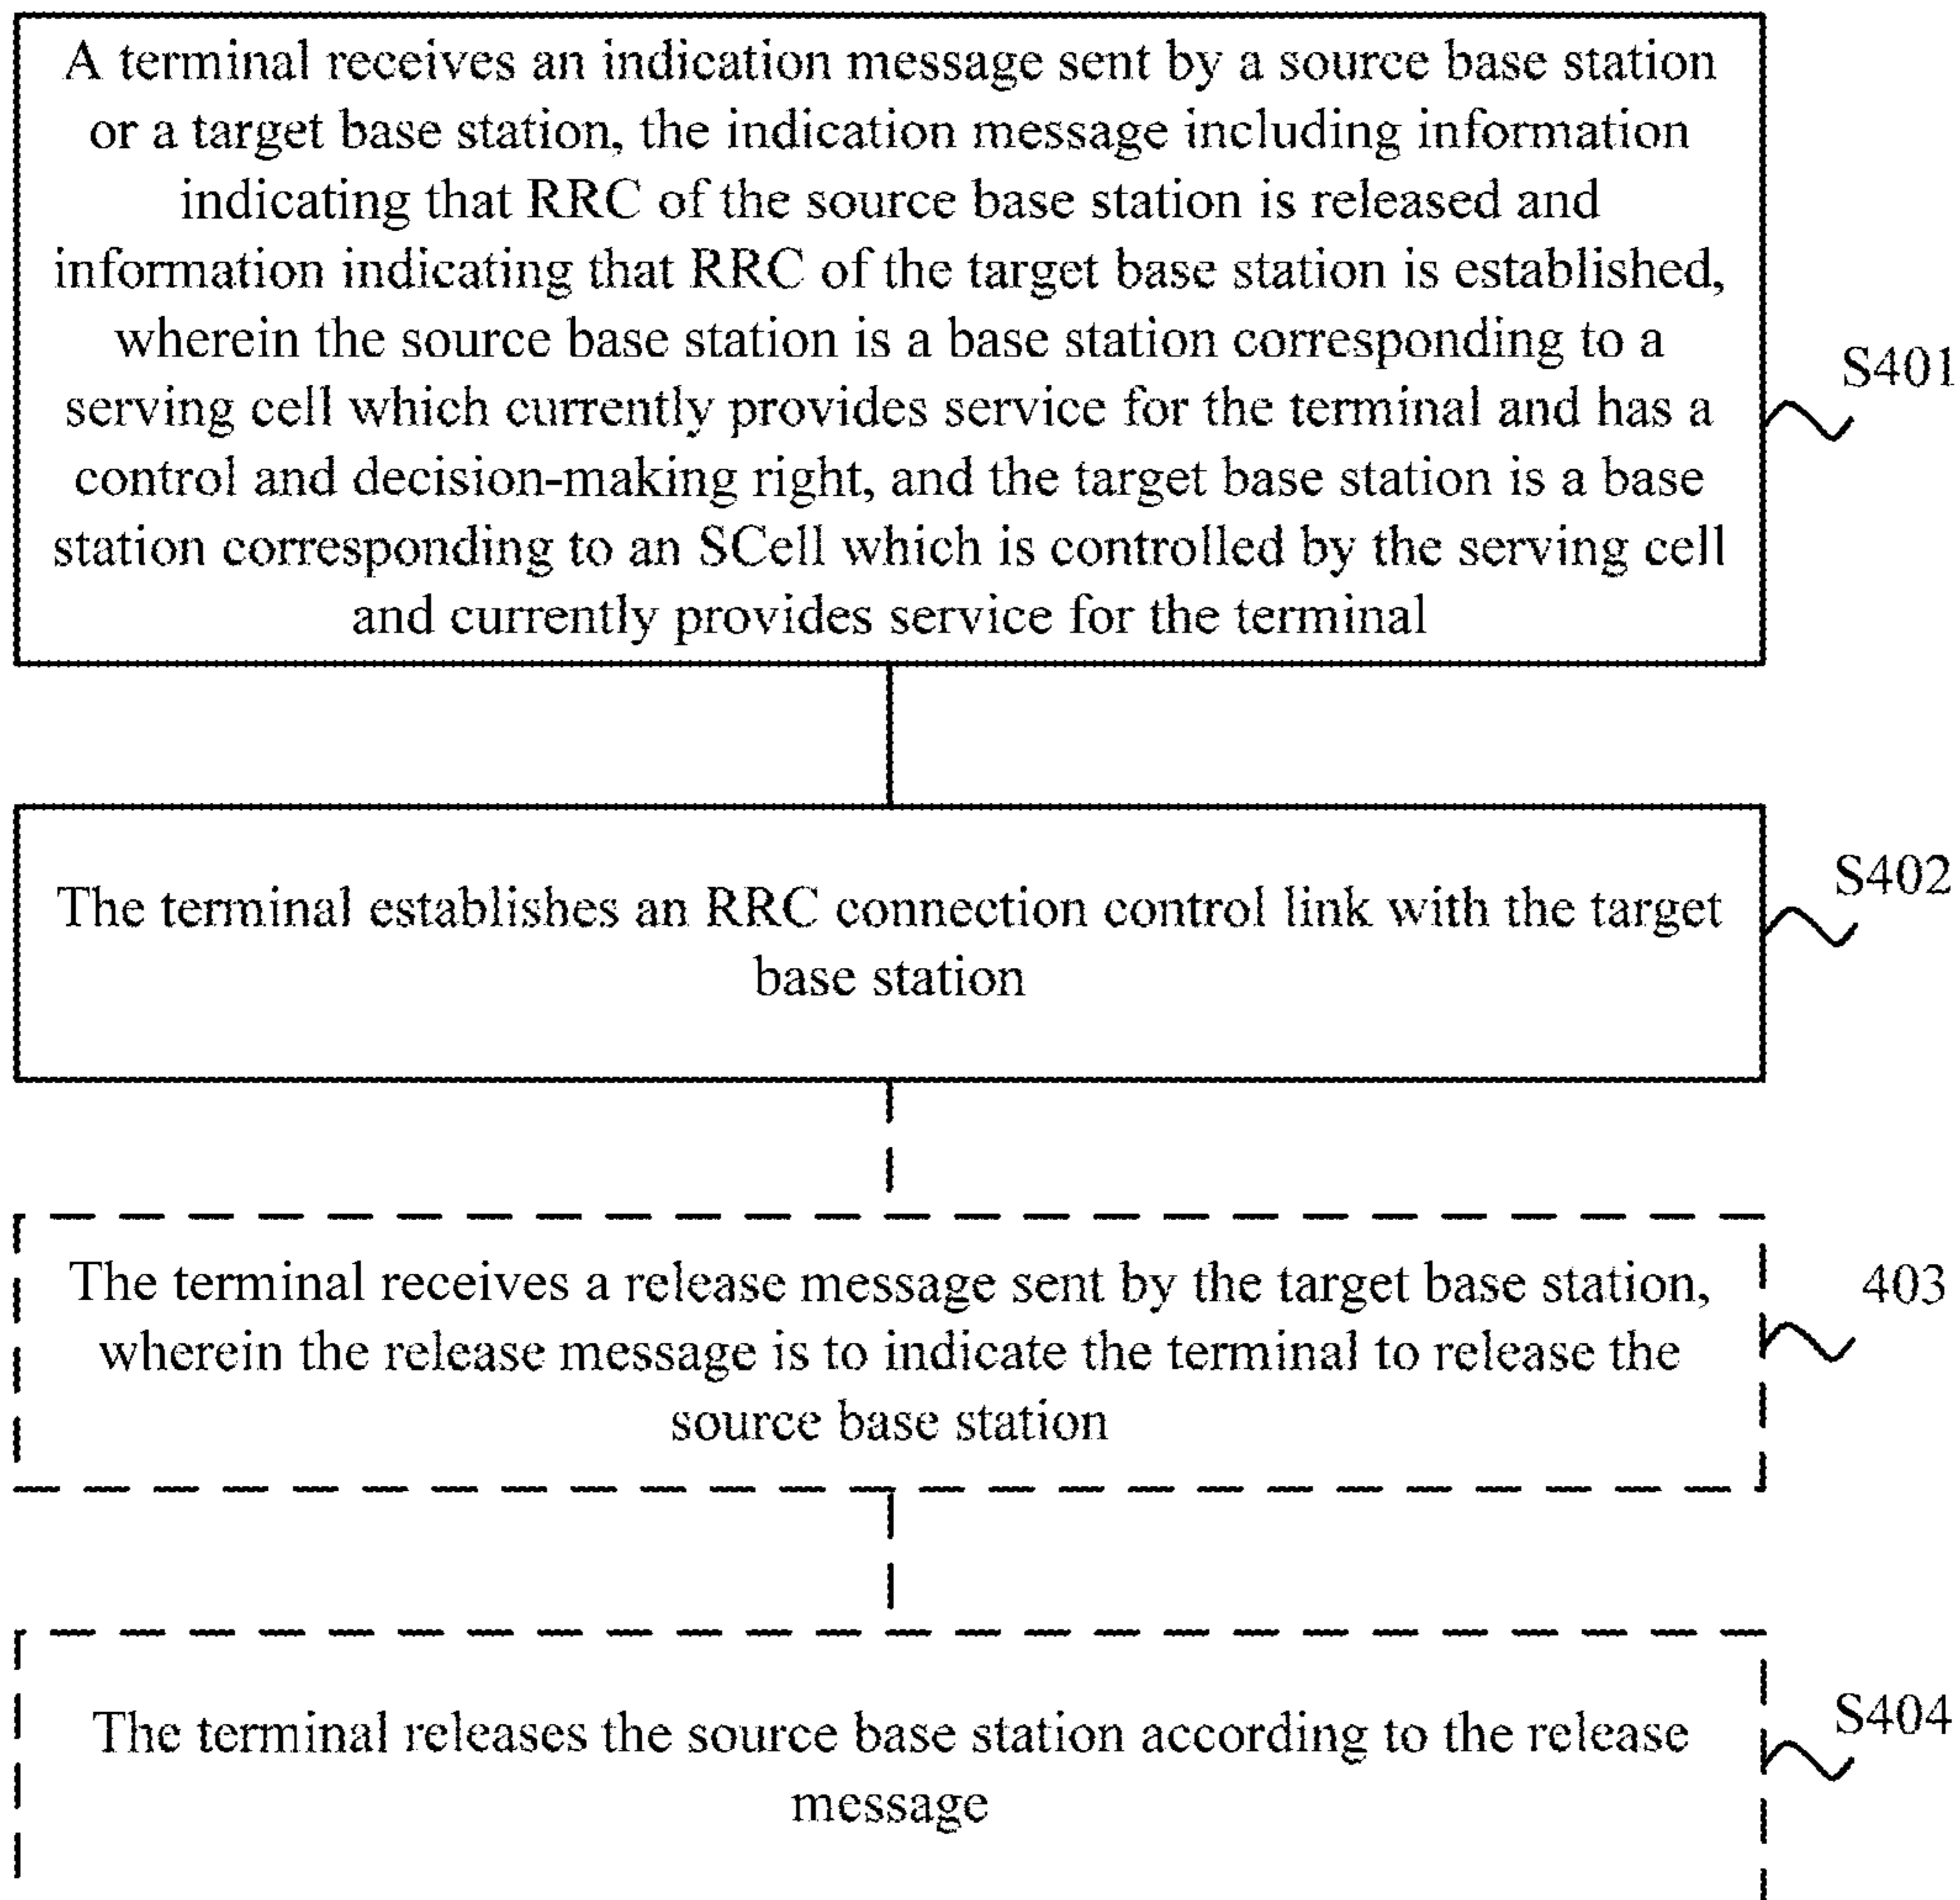 A terminal receives an indication message sent by a source base station
or a target base station, the indication message including information
indicating that RRC of the source base station is released and
information indicating that RRC of the target base station is established,
wherein the source base station is a base station corresponding to a
serving cell which currently provides service for the terminal and has a
control and decision-making right, and the target base station is a base
station corresponding to an SCell which is controlled by the serving cell
and currently provides service for the terminal
S401
The terminal establishes an RRC connection control link with the target
base station
S402
The terminal receives a release message sent by the target base station,
wherein the release message is to indicate the terminal to release the
source base station
403
The terminal releases the source base station according to the release
message
S404